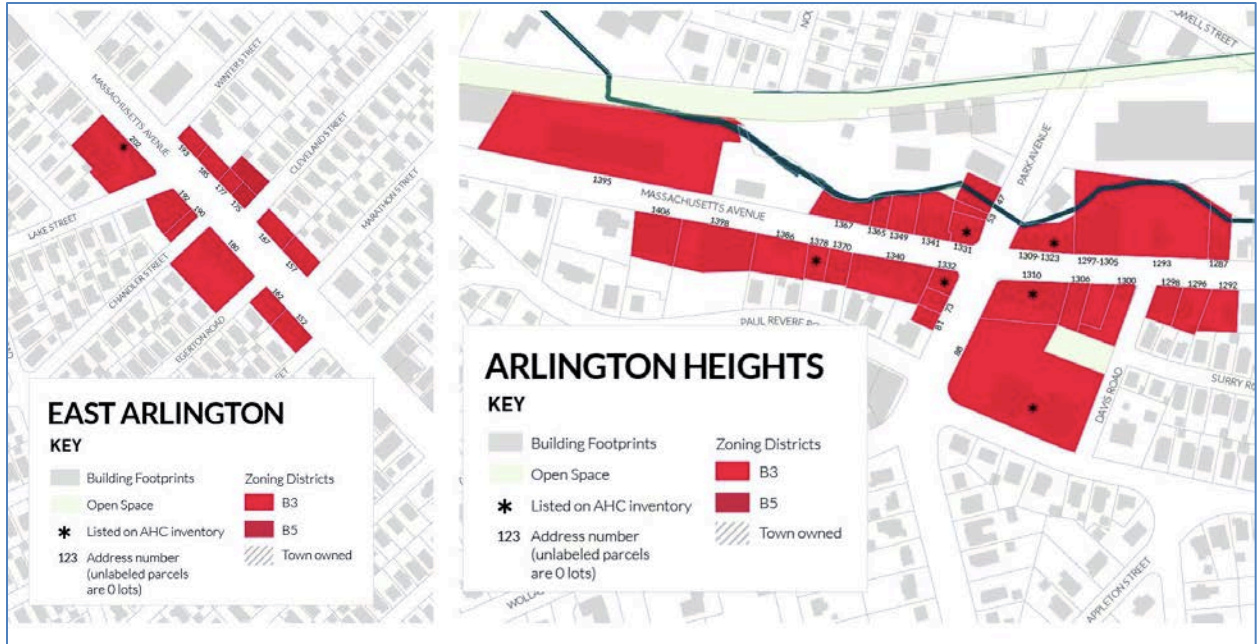 MASSACHUSETTS AVENUE
WINTER STREET
CLEVELAND STREET
MARATHON STREET
LAKE STREET
CHANDLER STREET
EGERTON ROAD
202
193
185
177
175
167
157
192
190
180
162
152
EAST ARLINGTON
KEY
Building Footprints
Open Space
Listed on AHC inventory
123 Address number
(unlabeled parcels
are 0 lots)
Zoning Districts
B3
B5
Town owned
PARK AVENUE
MASSACHUSETTS AVENUE
1395
1406
1398
1386
1378
1370
1340
1332
73
81
1367
1365
1349
1341
1331
53
47
1309-1323
1297-1305
1293
1287
1310
1306
1300
1298
1296
1292
88
PAUL REVERE
DAVIS ROAD
SURRY
APPLETON STREET
ARLINGTON HEIGHTS
KEY
Building Footprints
Open Space
Listed on AHC inventory
123 Address number
(unlabeled parcels
are 0 lots)
Zoning Districts
B3
B5
Town owned